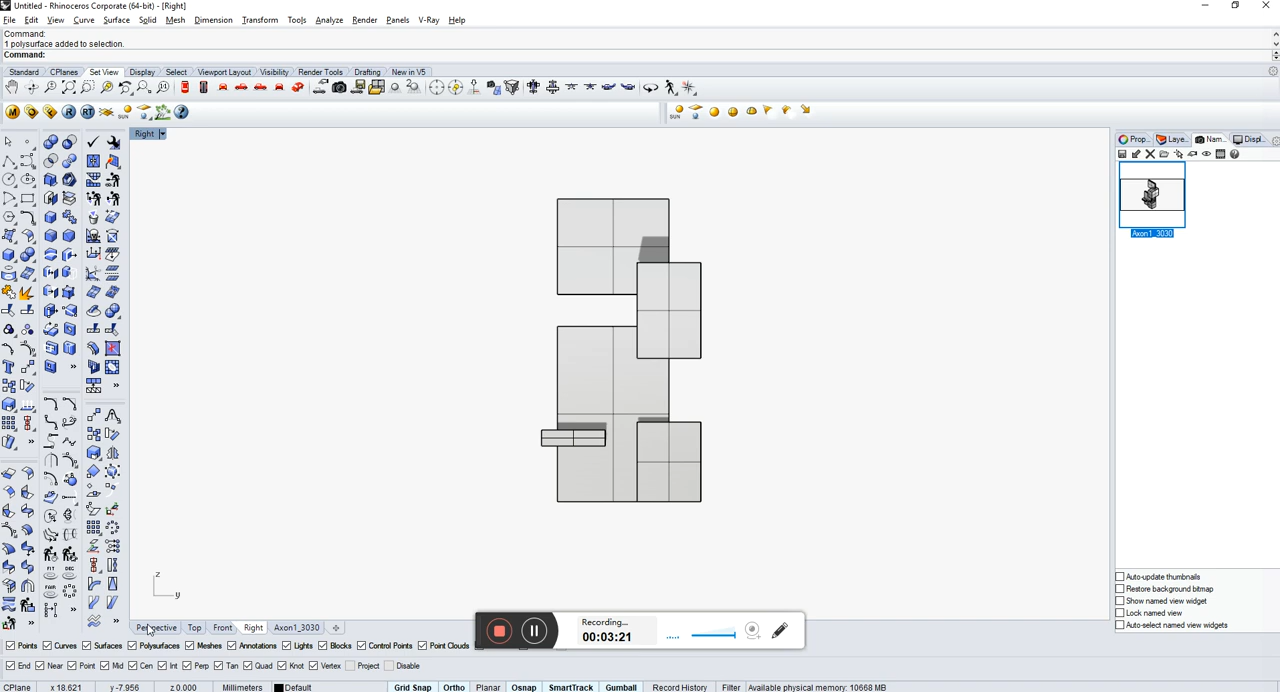 Untitled - Rhinoceros Corporate (64-bit) - [Right]
File Edit View Curve Surface Solid Mesh Dimension Transform Tools Analyze Render Panels V-Ray Help
Command:
1 polysurface added to selection.
Command:
Standard CPlanes Set View Display Select Viewport Layout Visibility Render Tools Drafting New in V5
Right
Prop... Laye... Nam... Displ...
Axon1_3030
z
y
Auto-update thumbnails
Restore background bitmap
Show named view widget
Lock named view
Auto-select named view widgets
Perspective Top Front Right Axon1_3030
Recording...
00:03:21
Points Curves Surfaces Polysurfaces Meshes Annotations Lights Blocks Control Points Point Clouds
End Near Point Mid Cen Int Perp Tan Quad Knot Vertex Project Disable
CPlane x 18.621 y -7.956 z 0.000 Millimeters Default Grid Snap Ortho Planar Osnap SmartTrack Gumball Record History Filter Available physical memory: 10668 MB